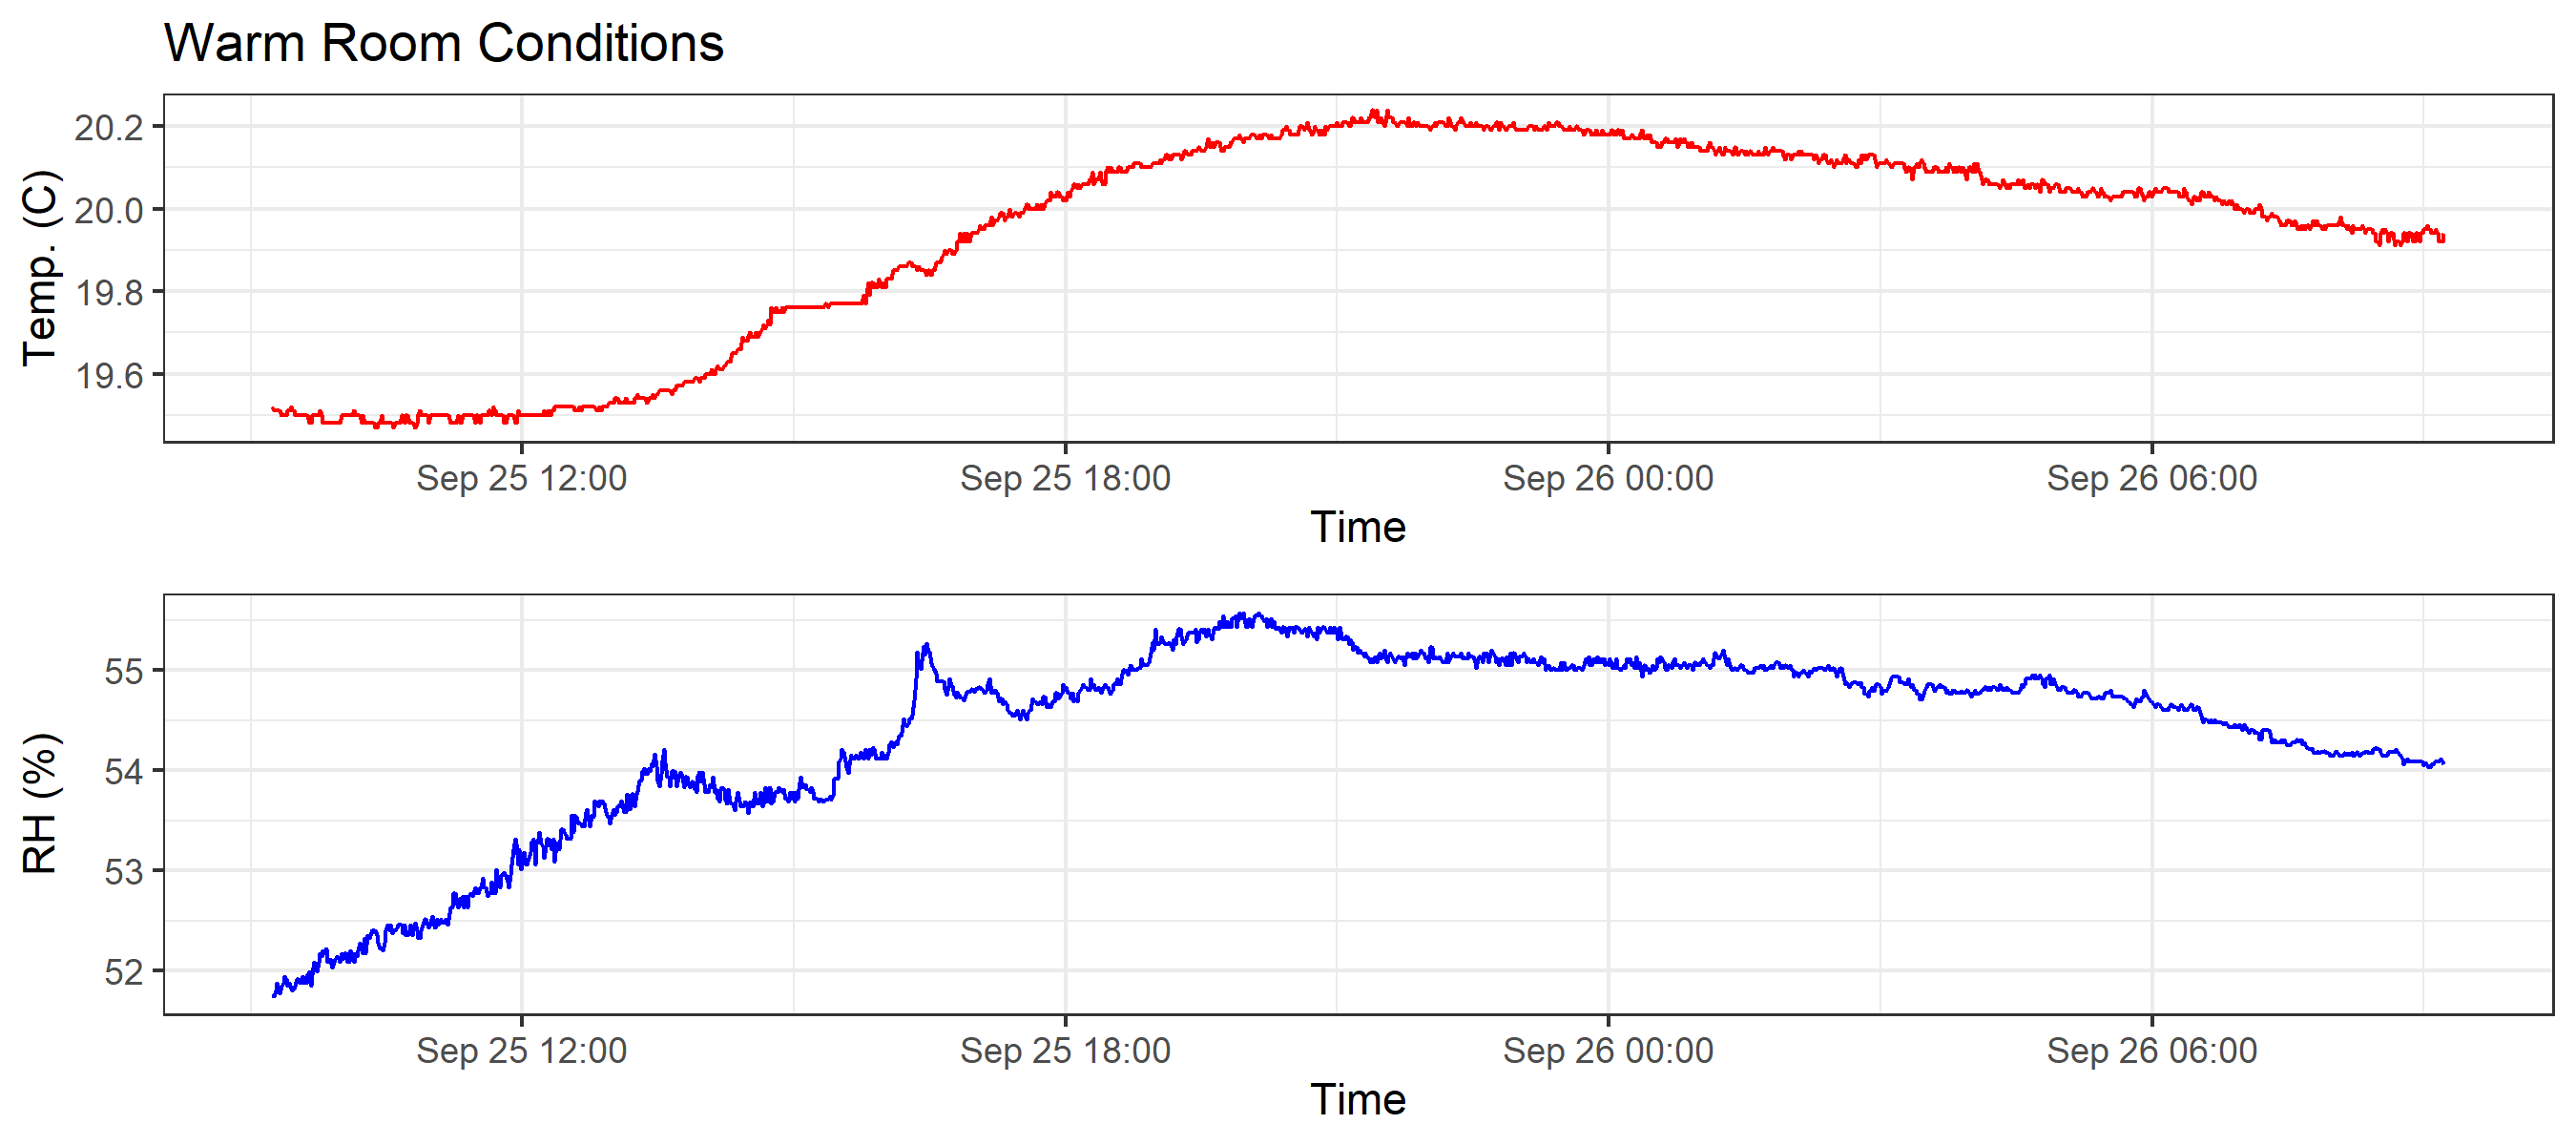 Warm Room Conditions
Temp. (C)
20.2
20.0
19.8
19.6
Sep 25 12:00 Sep 25 18:00 Sep 26 00:00 Sep 26 06:00
Time
RH (%)
55
54
53
52
Sep 25 12:00 Sep 25 18:00 Sep 26 00:00 Sep 26 06:00
Time